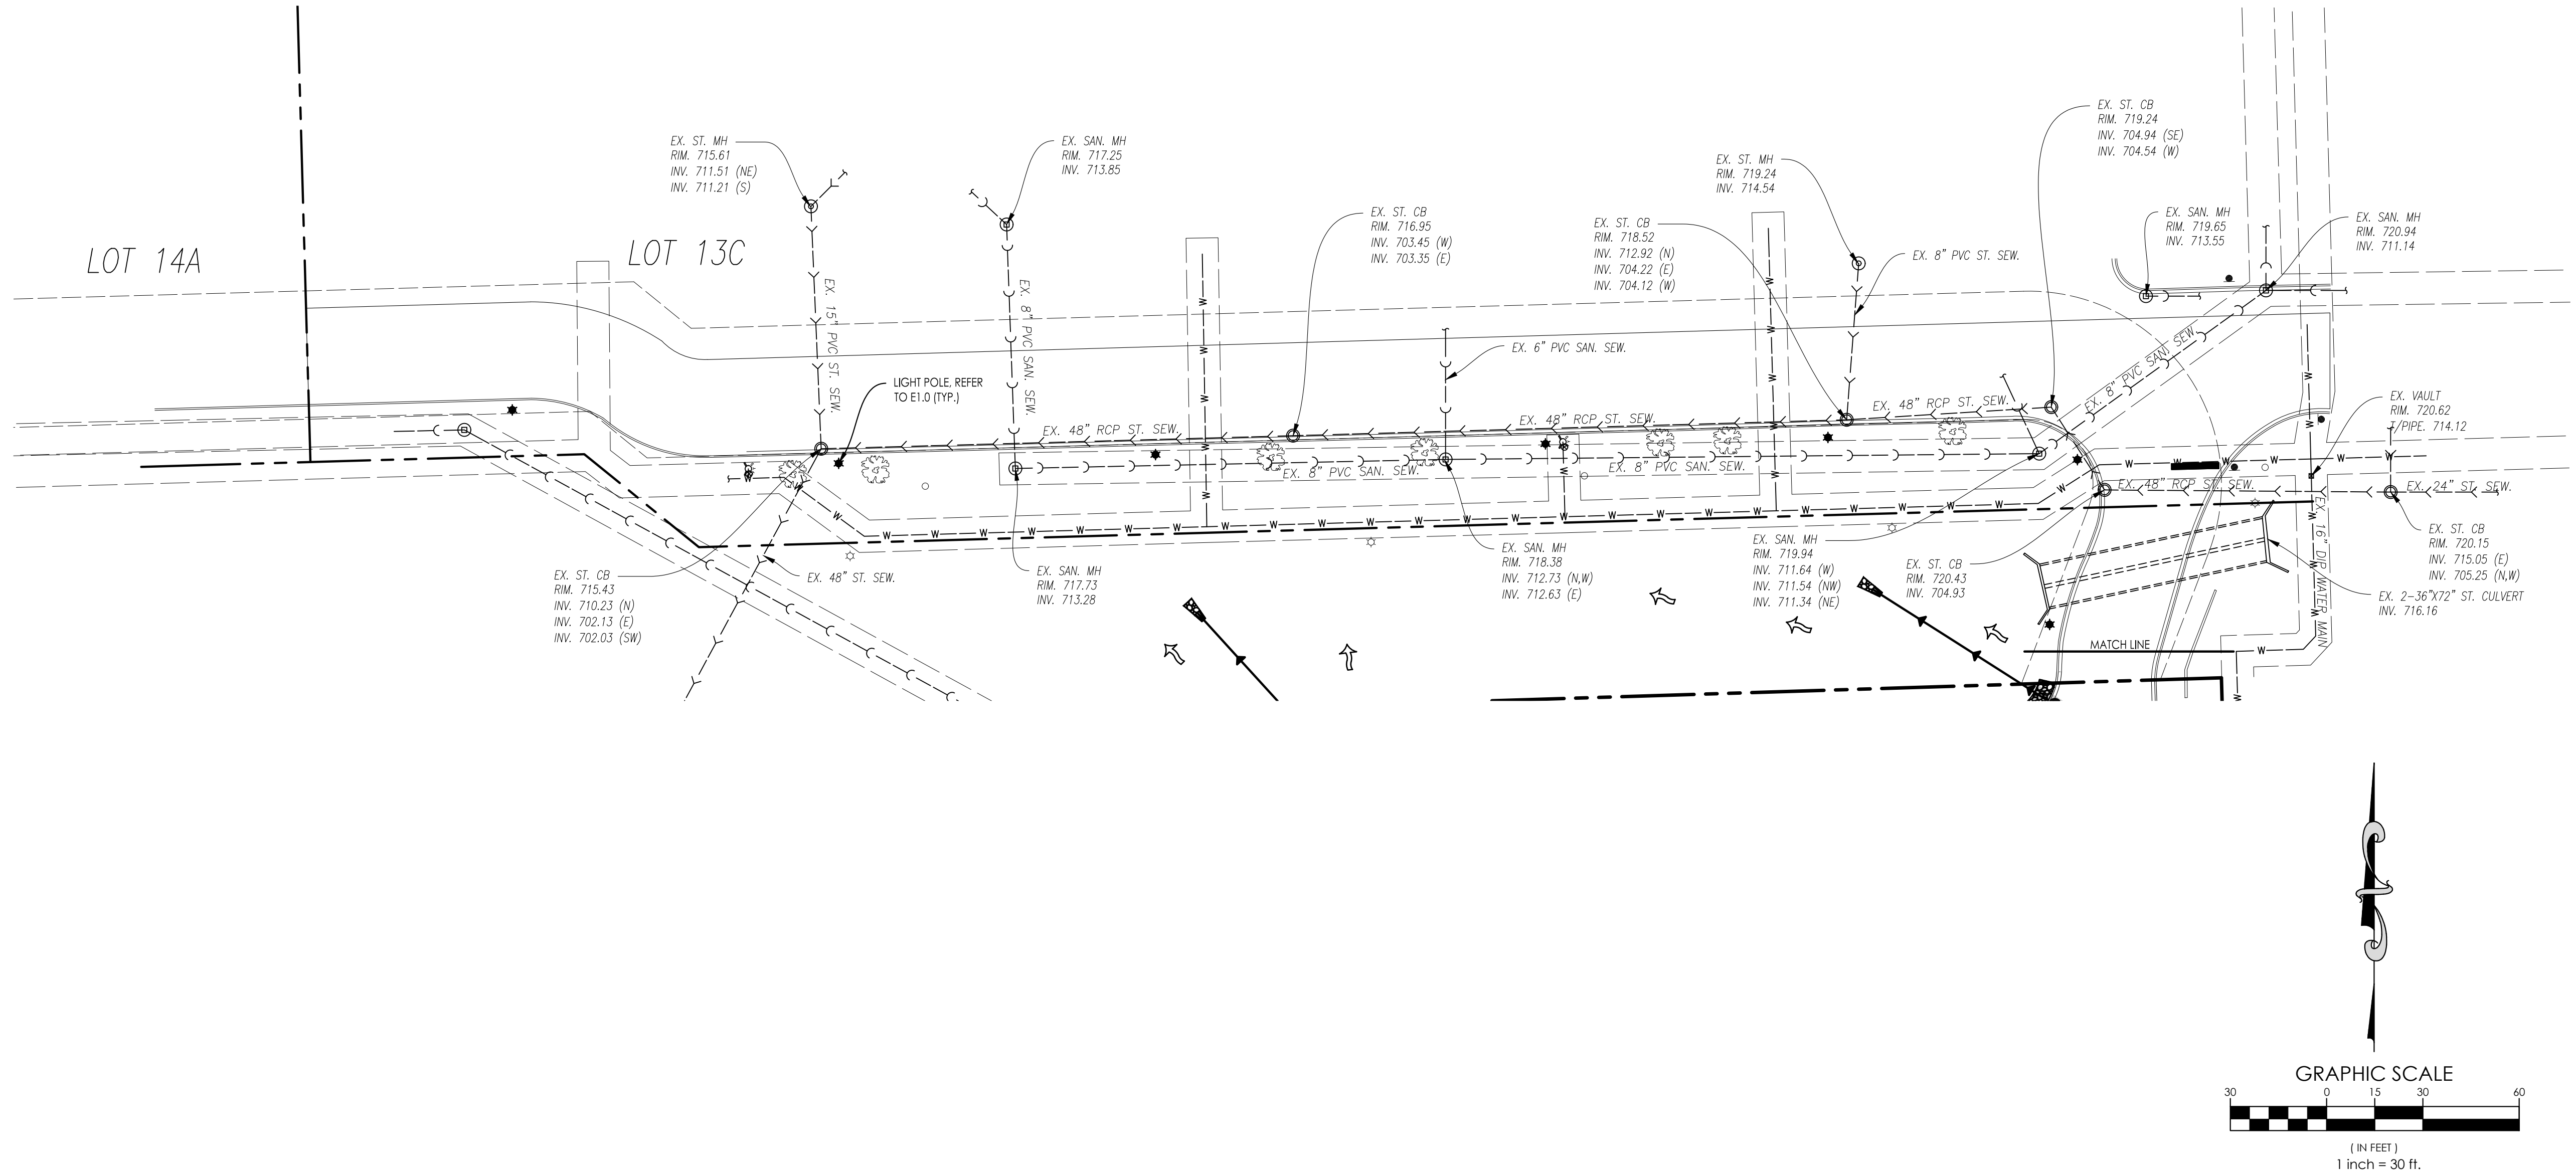 EX. ST. CB
RIM. 719.24
INV. 704.94 (SE)
INV. 704.54 (W)
EX. ST. MH
RIM. 715.61
INV. 711.51 (NE)
INV. 711.21 (S)
EX. SAN. MH
RIM. 717.25
INV. 713.85
EX. ST. MH
RIM. 719.24
INV. 714.54
EX. ST. CB
RIM. 716.95
INV. 703.45 (W)
INV. 703.35 (E)
EX. ST. CB
RIM. 718.52
INV. 712.92 (N)
INV. 704.22 (E)
INV. 704.12 (W)
EX. SAN. MH
RIM. 719.65
INV. 713.55
EX. SAN. MH
RIM. 720.94
INV. 711.14
LOT 14A
LOT 13C
EX. 8" PVC ST. SEW.
EX. 15" PVC ST. SEW.
EX. 8" PVC SAN. SEW.
EX. 6" PVC SAN. SEW.
EX. 8" PVC SAN. SEW.
LIGHT POLE, REFER
TO E1.0 (TYP.)
EX. VAULT
RIM. 720.62
T/PIPE. 714.12
EX. 48" RCP ST. SEW.
EX. 48" RCP ST. SEW.
EX. 48" RCP ST. SEW.
EX. 8" PVC SAN. SEW.
EX. 8" PVC SAN. SEW.
EX. 48" RCP ST. SEW.
EX. 24" ST. SEW.
EX. 16" DIP WATER MAIN
EX. ST. CB
RIM. 715.43
INV. 710.23 (N)
INV. 702.13 (E)
INV. 702.03 (SW)
EX. 48" ST. SEW.
EX. SAN. MH
RIM. 717.73
INV. 713.28
EX. SAN. MH
RIM. 718.38
INV. 712.73 (N,W)
INV. 712.63 (E)
EX. SAN. MH
RIM. 719.94
INV. 711.64 (W)
INV. 711.54 (NW)
INV. 711.34 (NE)
EX. ST. CB
RIM. 720.43
INV. 704.93
EX. ST. CB
RIM. 720.15
INV. 715.05 (E)
INV. 705.25 (N,W)
EX. 2-36"X72" ST. CULVERT
INV. 716.16
MATCH LINE
GRAPHIC SCALE
30 0 15 30 60
( IN FEET )
1 inch = 30 ft.